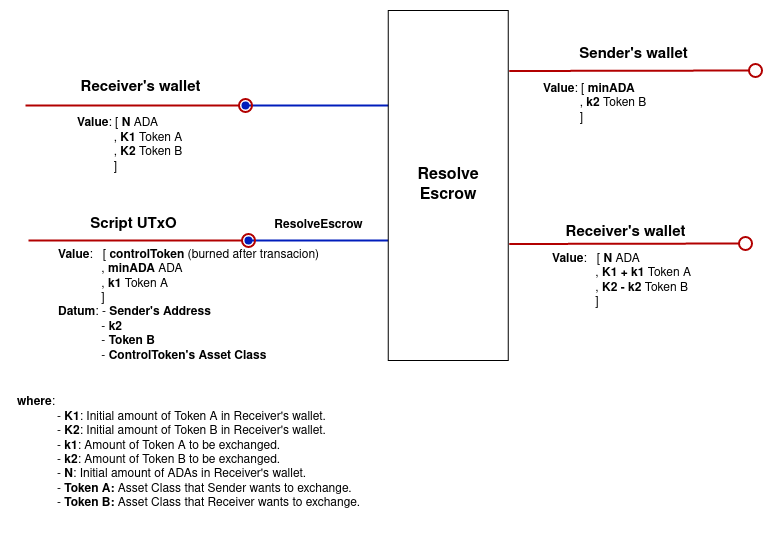 Receiver's wallet
Value: [ N ADA
, K1 Token A
, K2 Token B
]
Script UTxO
ResolveEscrow
Value: [ controlToken (burned after transacion)
, minADA ADA
, k1 Token A
]
Datum: - Sender's Address
- k2
- Token B
- ControlToken's Asset Class
Resolve
Escrow
Sender's wallet
Value: [ minADA
, k2 Token B
]
Receiver's wallet
Value: [ N ADA
, K1 + k1 Token A
, K2 - k2 Token B
]
where:
- K1: Initial amount of Token A in Receiver's wallet.
- K2: Initial amount of Token B in Receiver's wallet.
- k1: Amount of Token A to be exchanged.
- k2: Amount of Token B to be exchanged.
- N: Initial amount of ADAs in Receiver's wallet.
- Token A: Asset Class that Sender wants to exchange.
- Token B: Asset Class that Receiver wants to exchange.